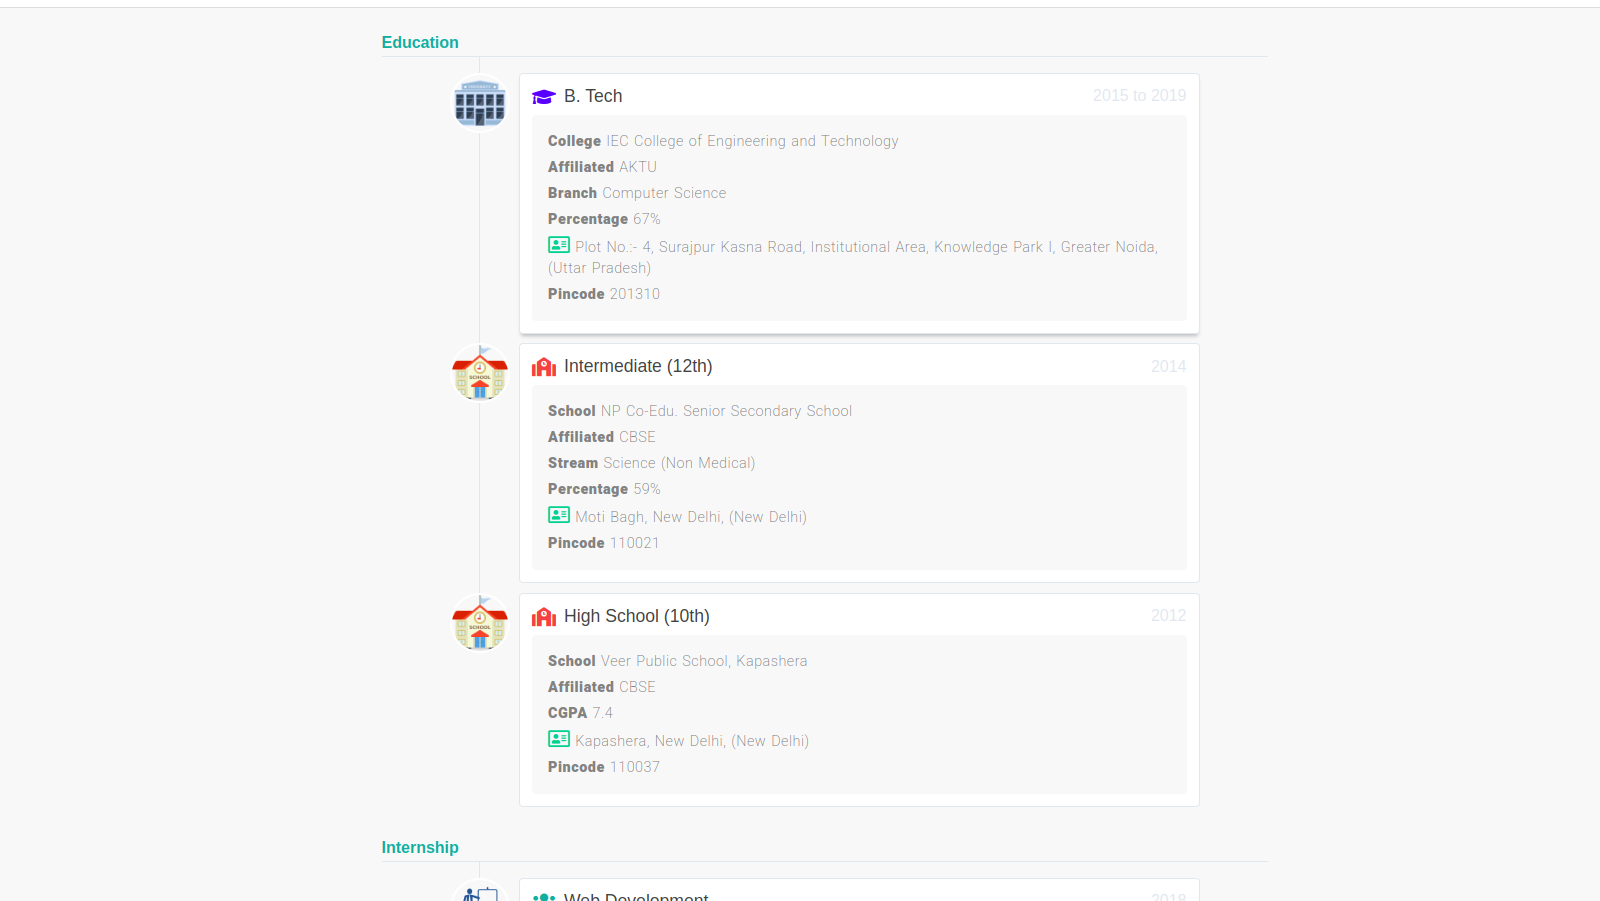 Education
B. Tech 2015 to 2019
College IEC College of Engineering and Technology
Affiliated AKTU
Branch Computer Science
Percentage 67%
Plot No.:- 4, Surajpur Kasna Road, Institutional Area, Knowledge Park I, Greater Noida,
(Uttar Pradesh)
Pincode 201310
SCHOOL
Intermediate (12th) 2014
School NP Co-Edu. Senior Secondary School
Affiliated CBSE
Stream Science (Non Medical)
Percentage 59%
Moti Bagh, New Delhi, (New Delhi)
Pincode 110021
SCHOOL
High School (10th) 2012
School Veer Public School, Kapashera
Affiliated CBSE
CGPA 7.4
Kapashera, New Delhi, (New Delhi)
Pincode 110037
Internship
Web Development 2018